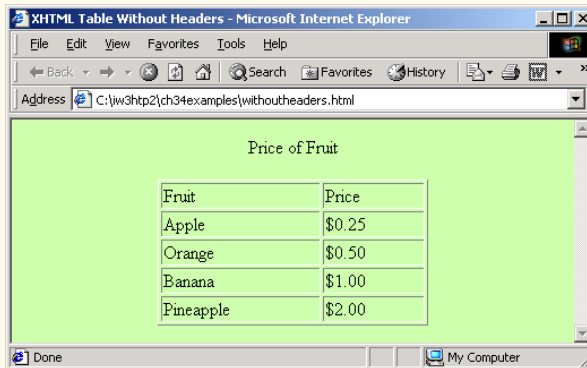 XHTML Table Without Headers - Microsoft Internet Explorer
File Edit View Favorites Tools Help
Back Search Favorites History
Address C:\iw3htp2\ch34examples\withoutheaders.html
Price of Fruit
Fruit Price
Apple $0.25
Orange $0.50
Banana $1.00
Pineapple $2.00
Done My Computer